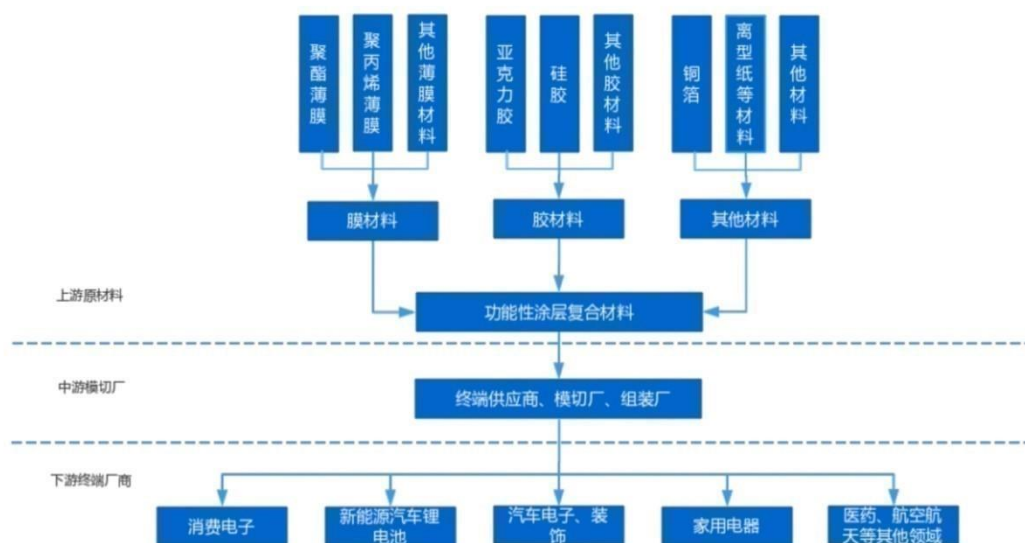 聚酯薄膜
聚丙烯薄膜
其他薄膜材料
亚克力胶
硅胶
其他胶材料
铜箔
离型纸等材料
其他材料
膜材料
胶材料
其他材料
上游原材料
功能性涂层复合材料
中游模切厂
终端供应商、模切厂、组装厂
下游终端厂商
消费电子
新能源汽车锂
电池
汽车电子、装
饰
家用电器
医药、航空航
天等其他领域